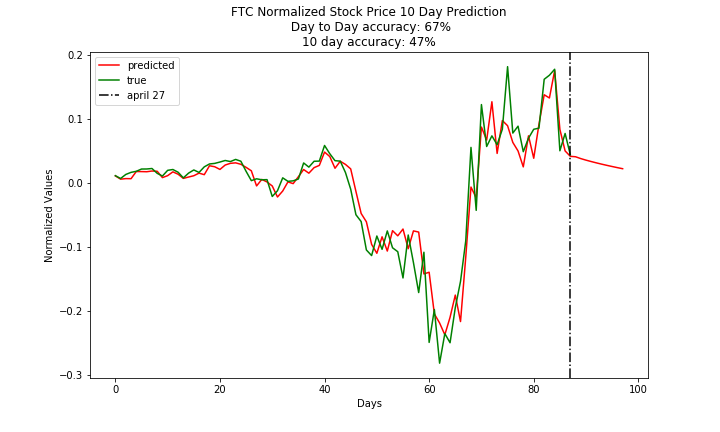 FTC Normalized Stock Price 10 Day Prediction
Day to Day accuracy: 67%
10 day accuracy: 47%
predicted
true
april 27
Normalized Values
0.2
0.1
0.0
−0.1
−0.2
−0.3
0 20 40 60 80 100
Days